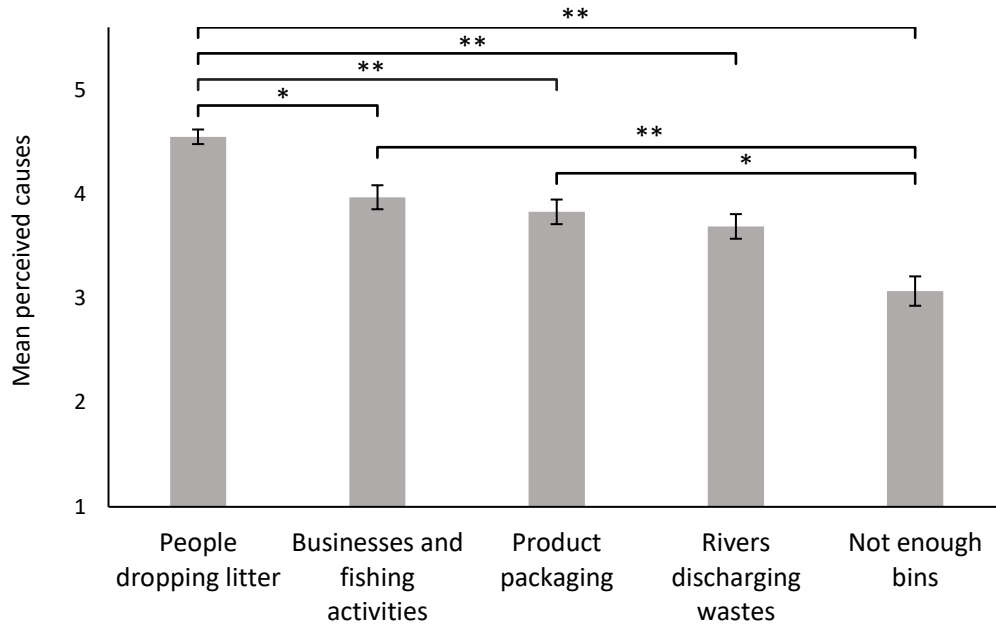 **
**
**
*
**
*
Mean perceived causes
5
4
3
2
1
People
dropping litter
Businesses and
fishing
activities
Product
packaging
Rivers
discharging
wastes
Not enough
bins